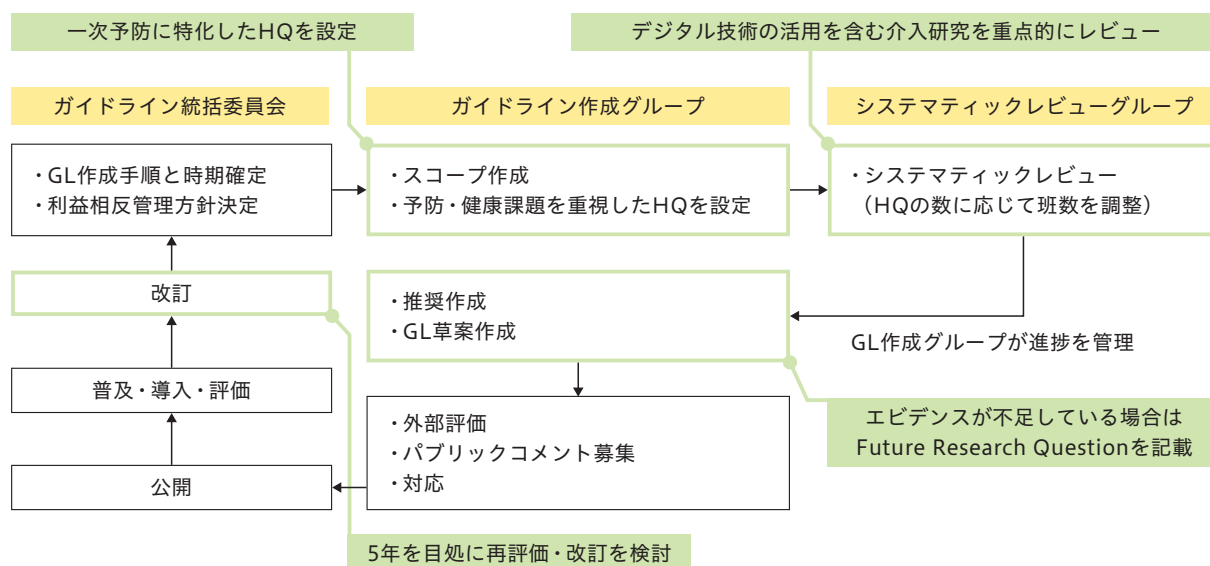 一次予防に特化したHQを設定
デジタル技術の活用を含む介入研究を重点的にレビュー
ガイドライン統括委員会
ガイドライン作成グループ
システマティックレビューグループ
・GL作成手順と時期確定
・利益相反管理方針決定
・スコープ作成
・予防・健康課題を重視したHQを設定
・システマティックレビュー
（HQの数に応じて班数を調整）
改訂
・推奨作成
・GL草案作成
GL作成グループが進捗を管理
普及・導入・評価
・外部評価
・パブリックコメント募集
・対応
エビデンスが不足している場合は
Future Research Questionを記載
公開
5年を目処に再評価・改訂を検討